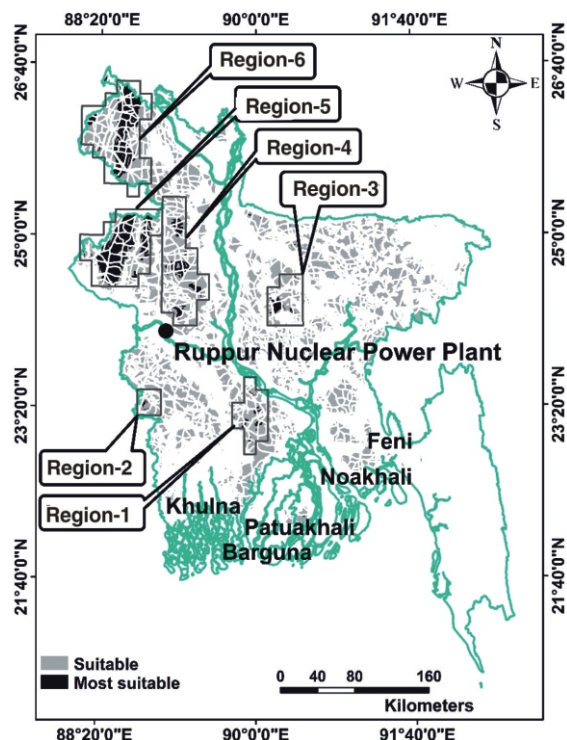 88°20'0"E 90°0'0"E 91°40'0"E
26°40'0"N
25°0'0"N
23°20'0"N
21°40'0"N
N
W E
S
Region-6
Region-5
Region-4
Region-3
Ruppur Nuclear Power Plant
Region-2
Region-1
Feni
Noakhali
Khulna
Patuakhali
Barguna
Suitable
Most suitable
0 40 80 160
Kilometers
26°40'0"N
25°0'0"N
23°20'0"N
21°40'0"N
88°20'0"E 90°0'0"E 91°40'0"E